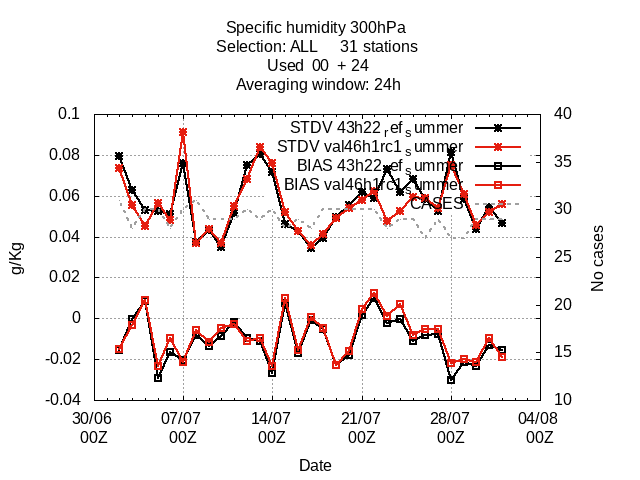 Specific humidity 300hPa
Selection: ALL 31 stations
Used 00 + 24
Averaging window: 24h
STDV 43h22_ref_summer
STDV val46h1rc1_summer
BIAS 43h22_ref_summer
BIAS val46h1rc1_summer
CASES
0.1
0.08
0.06
0.04
0.02
0
-0.02
-0.04
40
35
30
25
20
15
10
g/Kg
No cases
30/06 07/07 14/07 21/07 28/07 04/08
00Z 00Z 00Z 00Z 00Z 00Z
Date